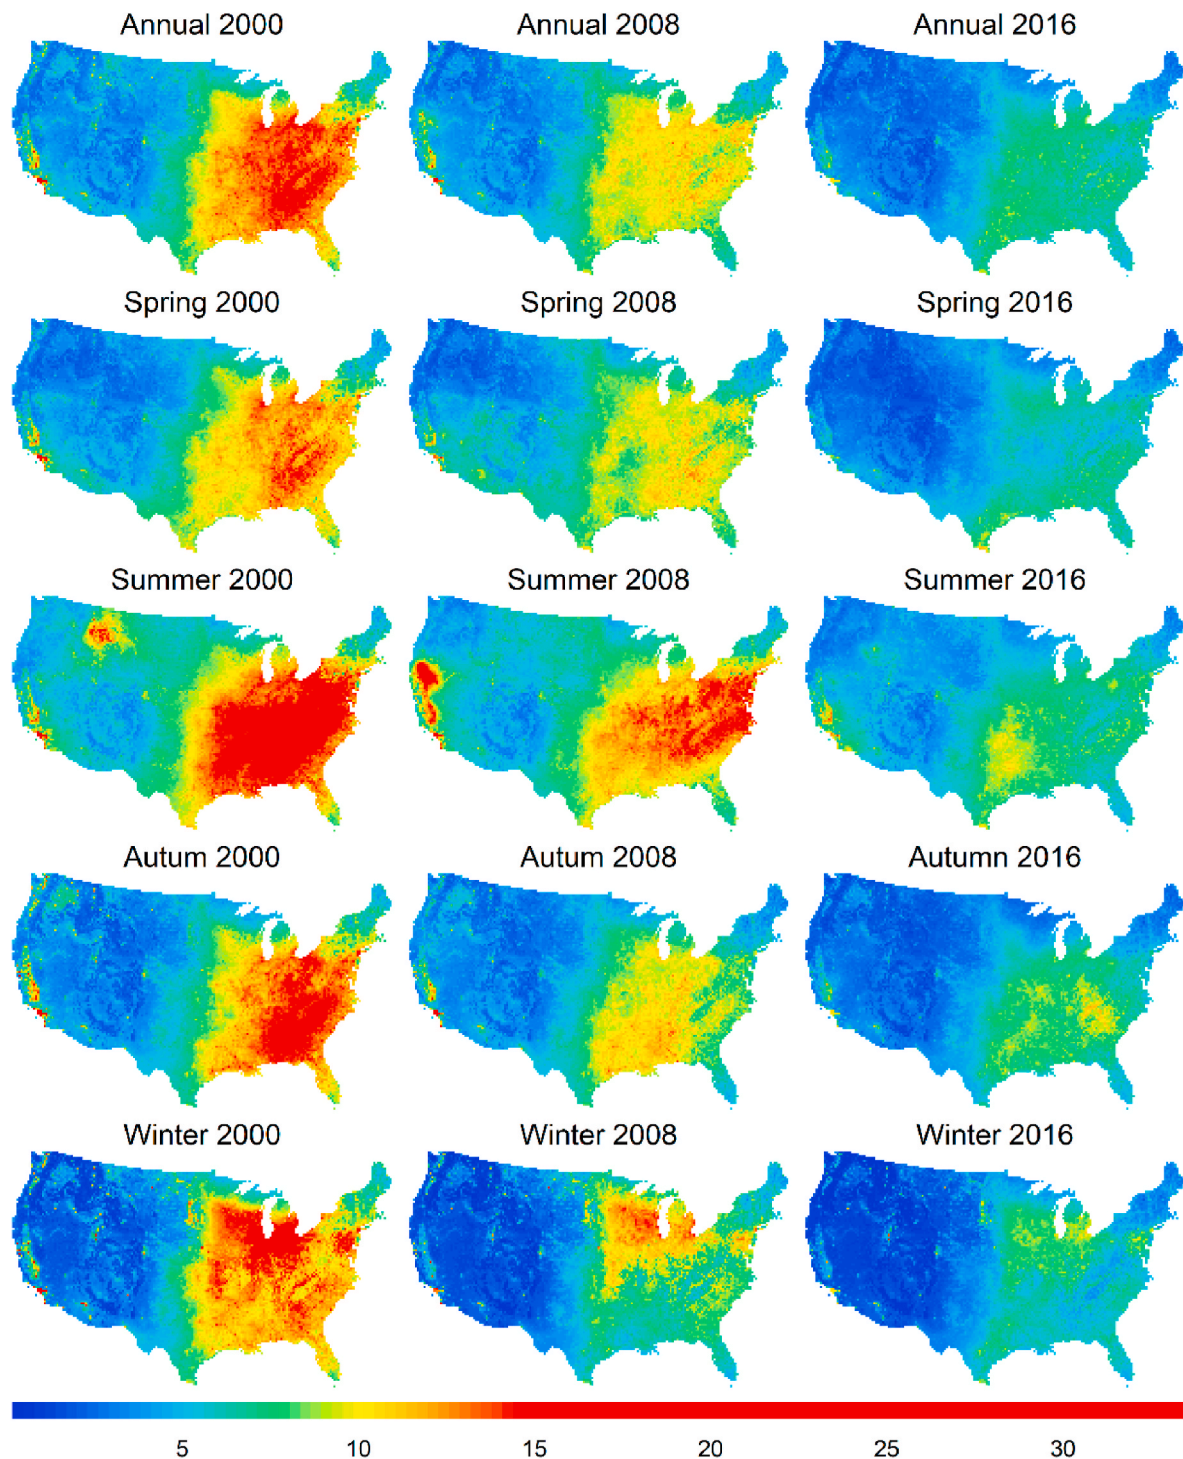 Annual 2000 Annual 2008 Annual 2016
Spring 2000 Spring 2008 Spring 2016
Summer 2000 Summer 2008 Summer 2016
Autum 2000 Autum 2008 Autumn 2016
Winter 2000 Winter 2008 Winter 2016
5 10 15 20 25 30